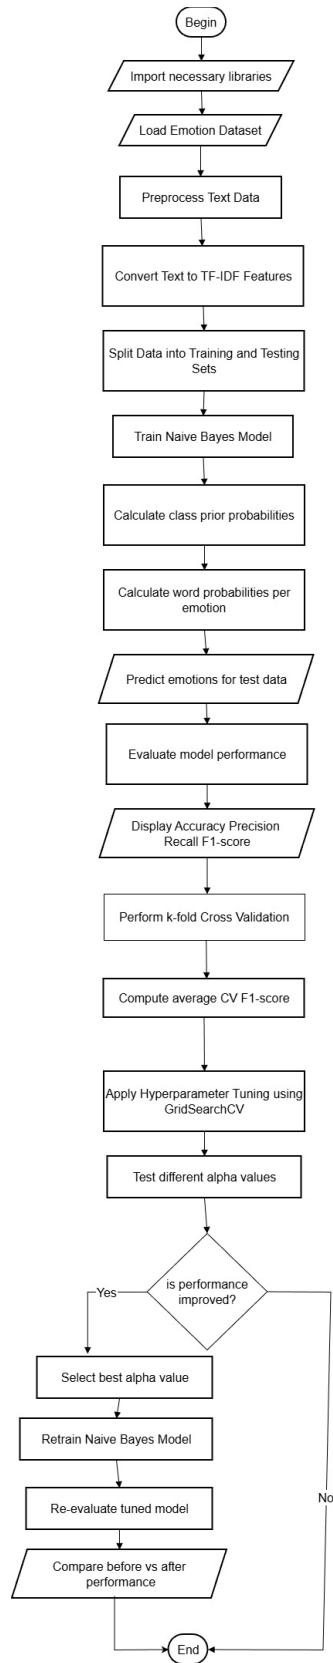 Begin
Import necessary libraries
Load Emotion Dataset
Preprocess Text Data
Convert Text to TF-IDF Features
Split Data into Training and Testing
Sets
Train Naive Bayes Model
Calculate class prior probabilities
Calculate word probabilities per
emotion
Predict emotions for test data
Evaluate model performance
Display Accuracy Precision
Recall F1-score
Perform k-fold Cross Validation
Compute average CV F1-score
Apply Hyperparameter Tuning using
GridSearchCV
Test different alpha values
is performance
improved?
Yes
Select best alpha value
Retrain Naive Bayes Model
Re-evaluate tuned model
No
Compare before vs after
performance
End